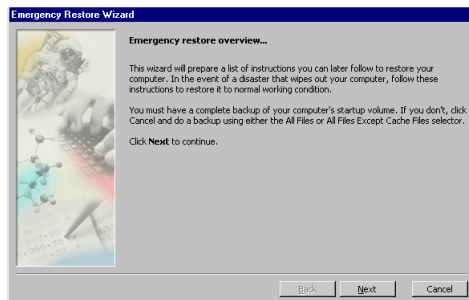 Emergency Restore Wizard
Emergency restore overview...
This wizard will prepare a list of instructions you can later follow to restore your
computer. In the event of a disaster that wipes out your computer, follow these
instructions to restore it to normal working condition.
You must have a complete backup of your computer's startup volume. If you don't, click
Cancel and do a backup using either the All Files or All Files Except Cache Files selector.
Click Next to continue.
Back
Next
Cancel